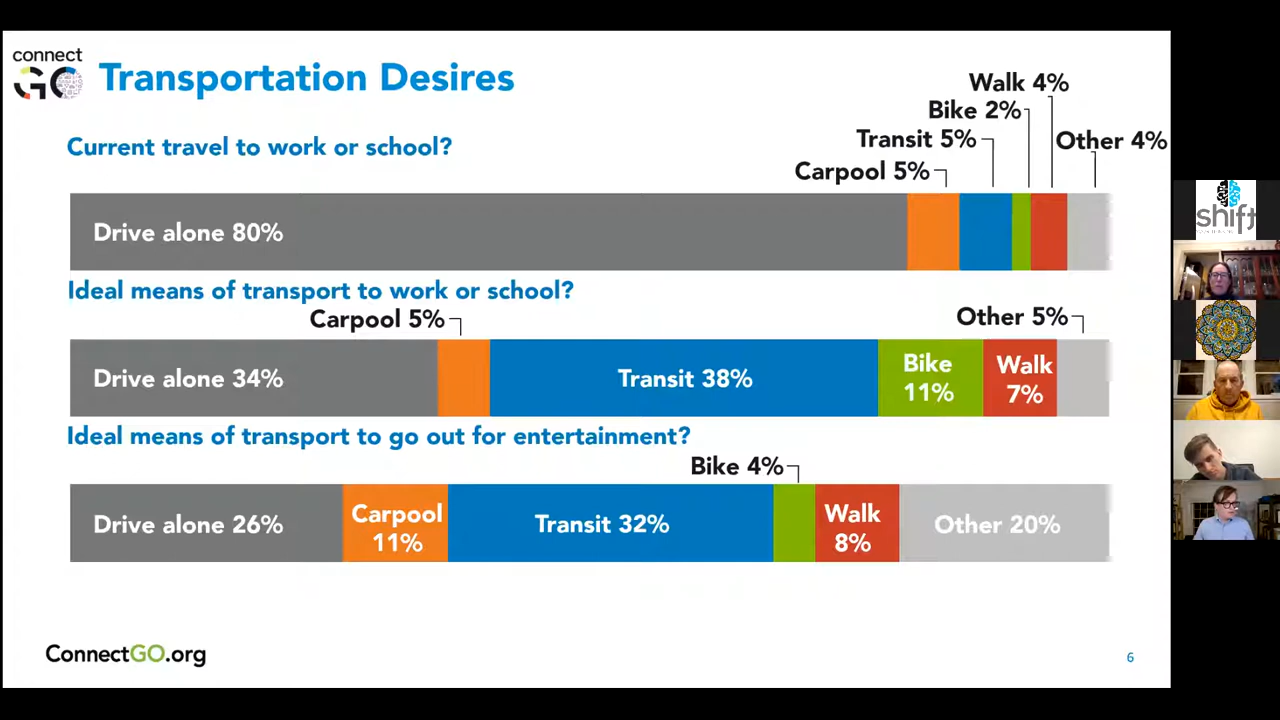 connect
GO
Transportation Desires
Current travel to work or school?
Walk 4%
Bike 2%
Transit 5%
Other 4%
Carpool 5%
Drive alone 80%
Ideal means of transport to work or school?
Carpool 5%
Other 5%
Drive alone 34%
Transit 38%
Bike
11%
Walk
7%
Ideal means of transport to go out for entertainment?
Bike 4%
Drive alone 26%
Carpool
11%
Transit 32%
Walk
8%
Other 20%
ConnectGO.org
6
shift